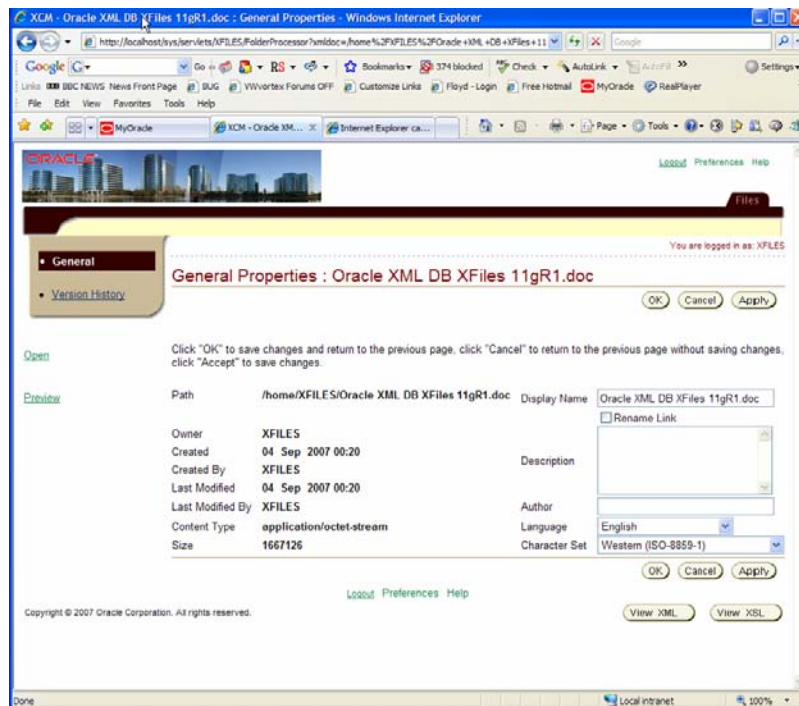 XCM - Oracle XML DB XFiles 11gR1.doc : General Properties - Windows Internet Explorer
http://localhost/sys/servlets/XFILES/FolderProcessor?xmldoc=/home%2FXFILES%2FOracle+XML+DB+XFiles+11
Google
Google G Go RS Bookmarks 374 blocked Check AutoLink AutoFill Settings
Links BBC NEWS News Front Page BUG VWvortex Forums OFF Customize Links Floyd - Login Free Hotmail MyOracle RealPlayer
File Edit View Favorites Tools Help
MyOracle XCM - Oracle XM... Internet Explorer ca... Page Tools
ORACLE
Logout Preferences Help
Files
You are logged in as: XFILES
General
Version History
General Properties : Oracle XML DB XFiles 11gR1.doc
OK Cancel Apply
Open
Preview
Click "OK" to save changes and return to the previous page, click "Cancel" to return to the previous page without saving changes,
click "Accept" to save changes.
Path /home/XFILES/Oracle XML DB XFiles 11gR1.doc Display Name Oracle XML DB XFiles 11gR1.doc
Rename Link
Owner XFILES
Created 04 Sep 2007 00:20
Description
Created By XFILES
Last Modified 04 Sep 2007 00:20
Last Modified By XFILES Author
Content Type application/octet-stream Language English
Size 1667126 Character Set Western (ISO-8859-1)
OK Cancel Apply
Logout Preferences Help
Copyright © 2007 Oracle Corporation. All rights reserved.
View XML View XSL
Done Local intranet 100%